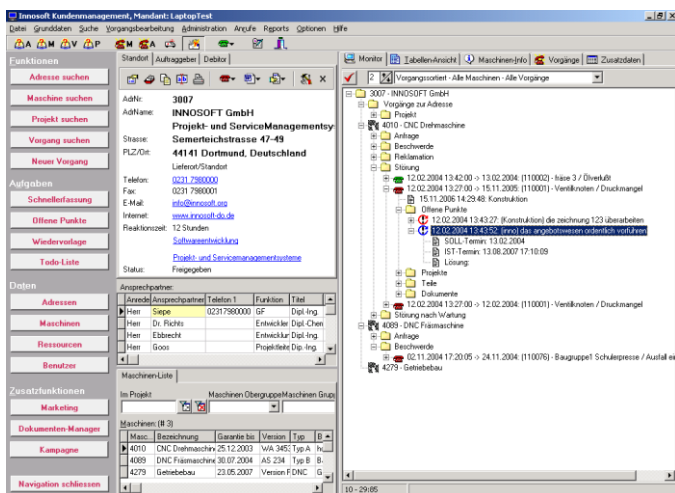 Innosoft Kundenmanagement, Mandant: LaptopTest
Datei Grunddaten Suche Vorgangsbearbeitung Administration Anrufe Reports Optionen Hilfe
A M V P M A
Funktionen
Adresse suchen
Maschine suchen
Projekt suchen
Vorgang suchen
Neuer Vorgang
Aufgaben
Schnellerfassung
Offene Punkte
Wiedervorlage
Todo-Liste
Daten
Adressen
Maschinen
Ressourcen
Benutzer
Zusatzfunktionen
Marketing
Dokumenten-Manager
Kampagne
Navigation schliessen
Standort Auftraggeber Debitor
AdNr: 3007
AdName: INNOSOFT GmbH
Projekt- und ServiceManagementsy
Strasse: Semerteichstrasse 47-49
PLZ/Ort: 44141 Dortmund, Deutschland
Lieferort/Standort
Telefon: 0231 7980000
Fax: 0231 7980001
E-Mail: info@innosoft.org
Internet: www.innosoft-do.de
Reaktionszeit: 12 Stunden
Softwareentwicklung
Projekt- und Servicemanagementsysteme
Status: Freigegeben
Ansprechpartner:
Anrede Ansprechpartner Telefon 1 Funktion Titel
Herr Siepe 02317980000 GF Dipl.-Ing.
Herr Dr. Richts Entwickler Dipl.-Chen
Herr Ebbrecht Entwicklur Dipl.-Ing.
Herr Goos Projektleite Dip.-Ing.
Maschinen-Liste
Im Projekt Maschinen Obergruppe Maschinen Grupp
Maschinen: (# 3)
Masc... Bezeichnung Garantie bis Version Typ B
4010 CNC Drehmaschin 25.12.2003 WA 345 Typ A
4089 DNC Fräsmaschine 30.07.2004 AS 234 Typ B B
4279 Getriebebau 23.05.2007 Version F DNC G
Monitor Tabellen-Ansicht Maschinen-Info Vorgänge Zusatzdaten
2 Vorgangssortiert - Alle Maschinen - Alle Vorgänge
3007 - INNOSOFT GmbH
Vorgänge zur Adresse
Projekt
4010 - CNC Drehmaschine
Anfrage
Beschwerde
Reklamation
Störung
12.02.2004 13:42:00 -> 13.02.2004: (110002) - fräse 3 / Ölverlußt
12.02.2004 13:27:00 -> 15.11.2005: (110001) - Ventilknoten / Druckmangel
15.11.2006 14:29:48: Konstruktion
Offene Punkte
12.02.2004 13:43:27: (Konstruktion) die zeichnung 123 überarbeiten
12.02.2004 13:43:52: (inno) das angebotswesen ordentlich vorführen
SOLL-Termin: 13.02.2004
IST-Termin: 13.08.2007 17:10:09
Lösung:
Projekte
Teile
Dokumente
12.02.2004 13:27:00 -> 12.02.2004: (110001) - Ventilknoten / Druckmangel
Störung nach Wartung
4089 - DNC Fräsmaschine
Anfrage
Beschwerde
02.11.2004 17:20:05 -> 24.11.2004: (110076) - Baugruppe1 Schulerpresse / Ausfall ei
4279 - Getriebebau
10 - 29:85